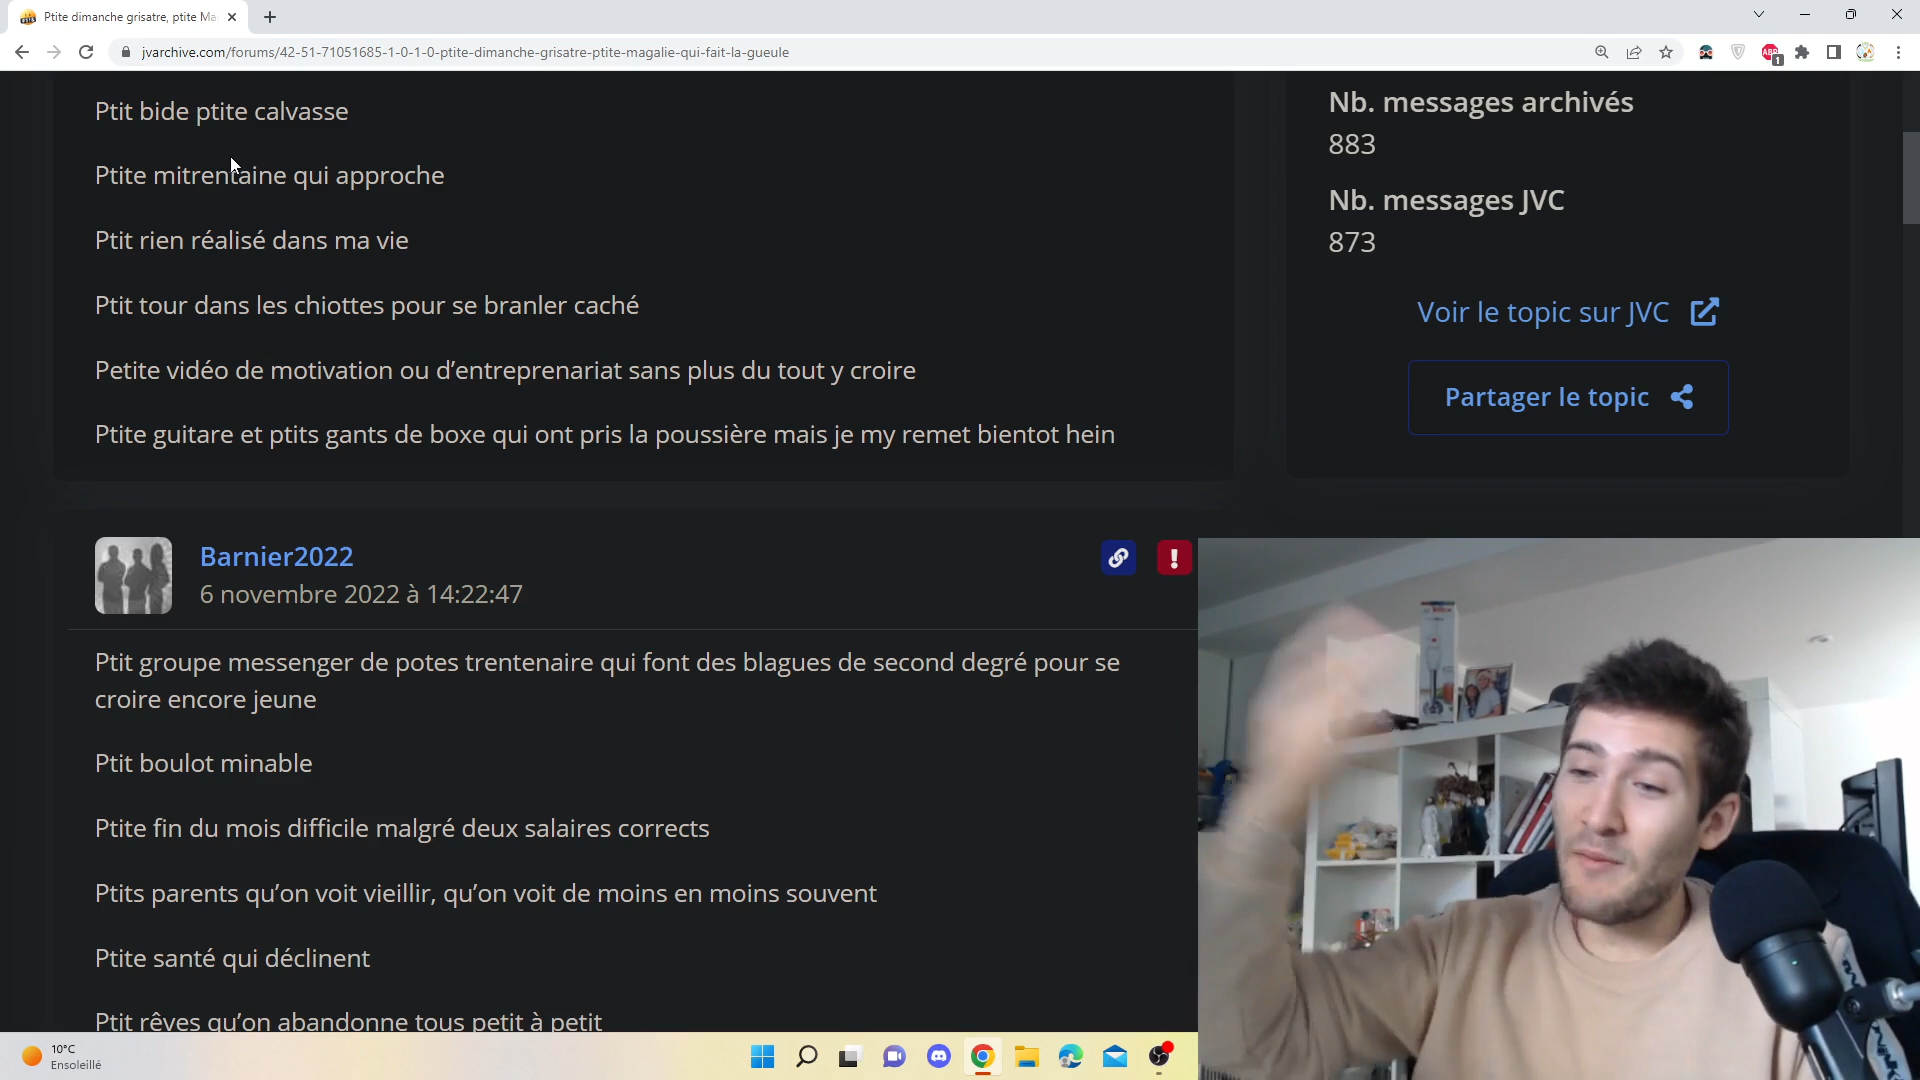 Ptite dimanche grisatre, ptite Ma
jvarchive.com/forums/42-51-71051685-1-0-1-0-ptite-dimanche-grisatre-ptite-magalie-qui-fait-la-gueule
ABP
1
Ptit bide ptite calvasse
Ptite mitrentaine qui approche
Ptit rien réalisé dans ma vie
Ptit tour dans les chiottes pour se branler caché
Petite vidéo de motivation ou d’entreprenariat sans plus du tout y croire
Ptite guitare et ptits gants de boxe qui ont pris la poussière mais je my remet bientot hein
Nb. messages archivés
883
Nb. messages JVC
873
Voir le topic sur JVC
Partager le topic
Barnier2022
6 novembre 2022 à 14:22:47
Ptit groupe messenger de potes trentenaire qui font des blagues de second degré pour se
croire encore jeune
Ptit boulot minable
Ptite fin du mois difficile malgré deux salaires corrects
Ptits parents qu’on voit vieillir, qu’on voit de moins en moins souvent
Ptite santé qui déclinent
Ptit rêves qu’on abandonne tous petit à petit
10°C
Ensoleillé